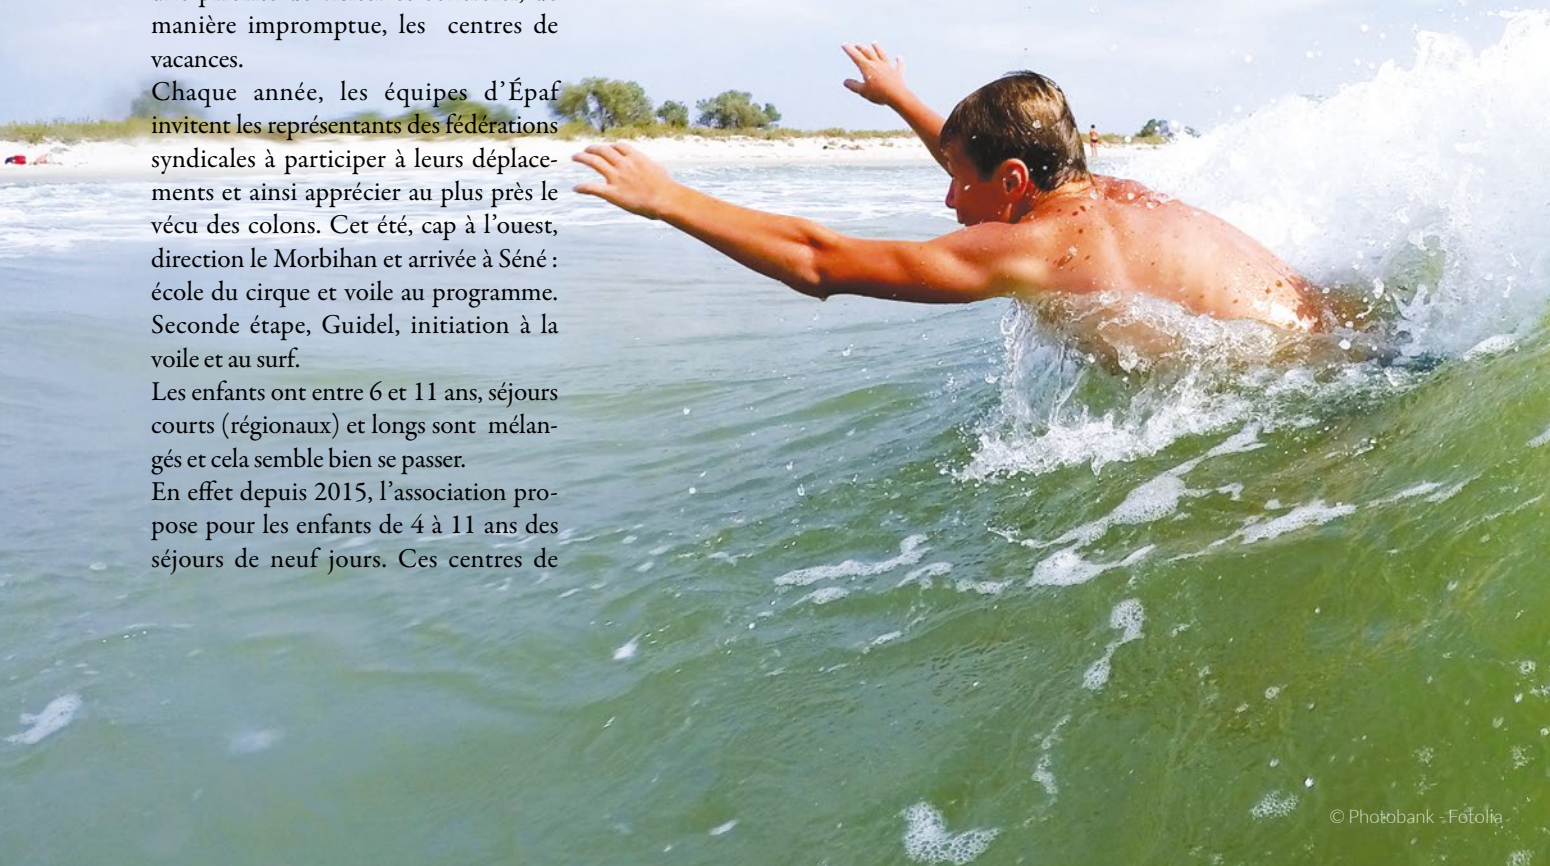 manière impromptue, les centres de
vacances.
Chaque année, les équipes d'Épaf
invitent les représentants des fédérations
syndicales à participer à leurs déplace-
ments et ainsi apprécier au plus près le
vécu des colons. Cet été, cap à l'ouest,
direction le Morbihan et arrivée à Séné :
école du cirque et voile au programme.
Seconde étape, Guidel, initiation à la
voile et au surf.
Les enfants ont entre 6 et 11 ans, séjours
courts (régionaux) et longs sont mélan-
gés et cela semble bien se passer.
En effet depuis 2015, l'association pro-
pose pour les enfants de 4 à 11 ans des
séjours de neuf jours. Ces centres de
© Photobank - Fotolia